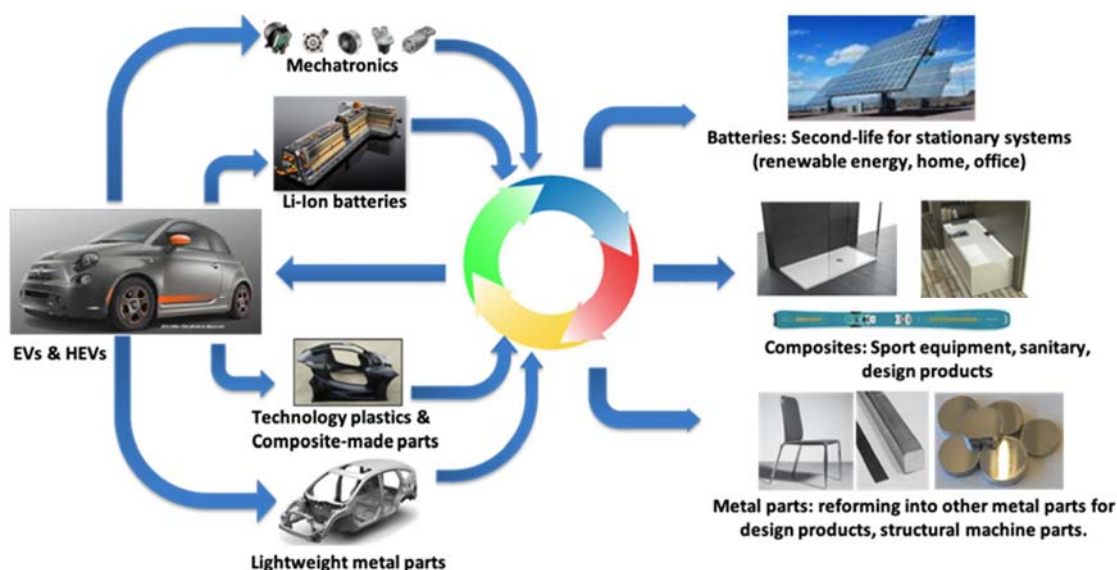 Mechatronics
Li-Ion batteries
EVs & HEVs
Technology plastics &
Composite-made parts
Lightweight metal parts
Batteries: Second-life for stationary systems
(renewable energy, home, office)
Composites: Sport equipment, sanitary,
design products
Metal parts: reforming into other metal parts for
design products, structural machine parts.